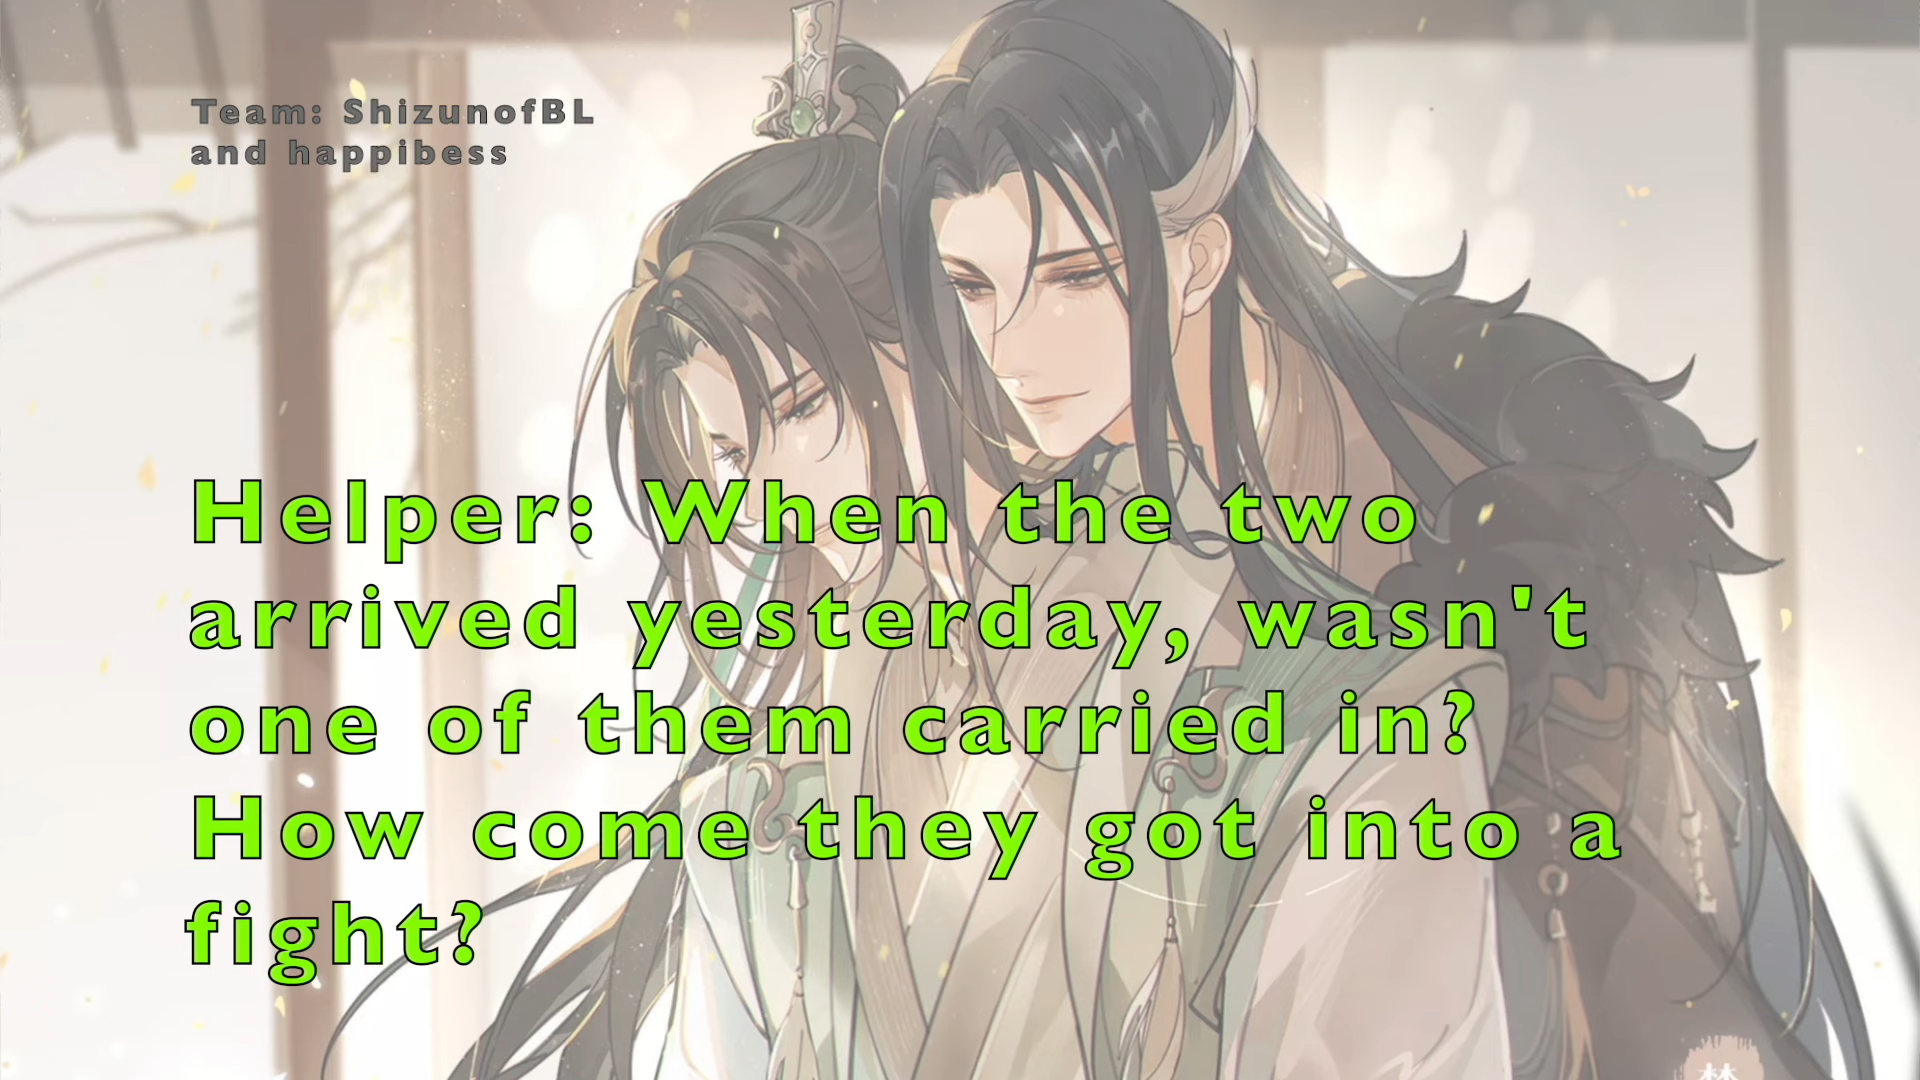 Team: ShizunofBL
and happibess
Helper: When the two
arrived yesterday, wasn't
one of them carried in?
How come they got into a
fight?